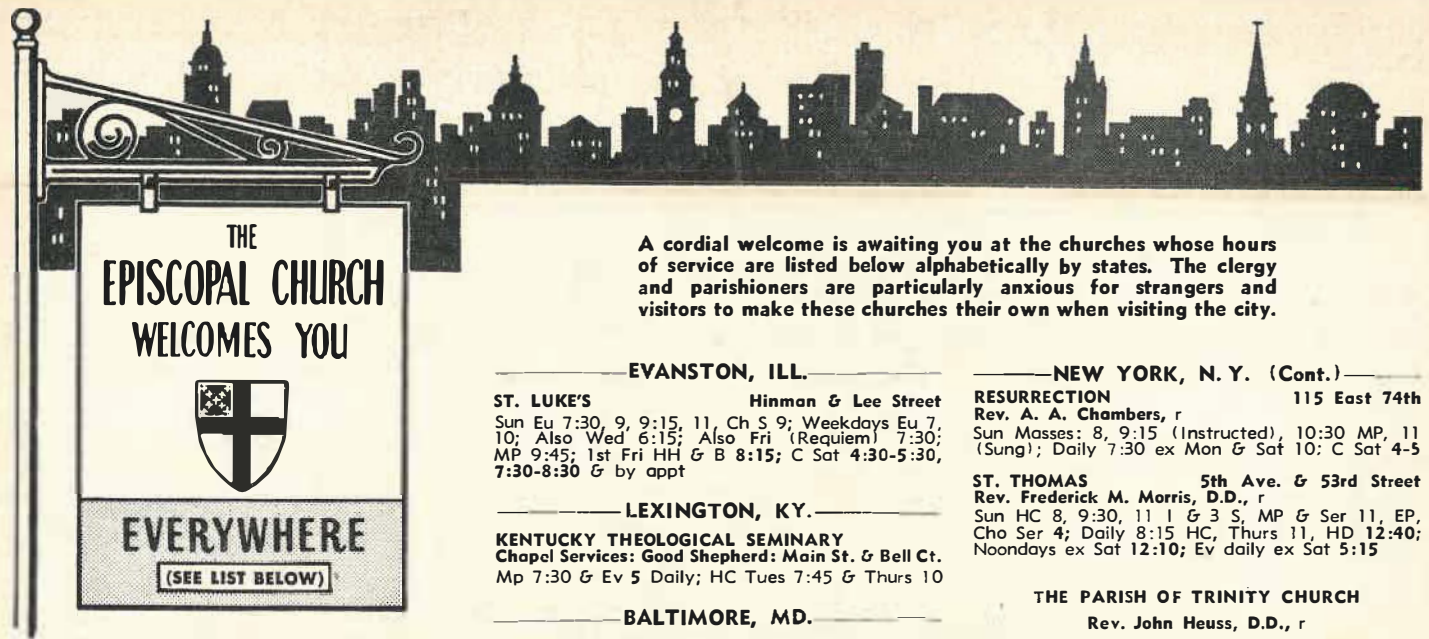 THE
EPISCOPAL CHURCH
WELCOMES YOU
EVERYWHERE
(SEE LIST BELOW)
A cordial welcome is awaiting you at the churches whose hours
of service are listed below alphabetically by states. The clergy
and parishioners are particularly anxious for strangers and
visitors to make these churches their own when visiting the city.
EVANSTON, ILL.
ST. LUKE'S Hinman & Lee Street
Sun Eu 7:30, 9, 9:15, 11, Ch S 9; Weekdays Eu 7,
10; Also Wed 6:15; Also Fri (Requiem) 7:30;
MP 9:45; 1st Fri HH & B 8:15; C Sat 4:30-5:30,
7:30-8:30 & by appt
LEXINGTON, KY.
KENTUCKY THEOLOGICAL SEMINARY
Chapel Services: Good Shepherd: Main St. & Bell Ct.
Mp 7:30 & Ev 5 Daily; HC Tues 7:45 & Thurs 10
BALTIMORE, MD.
NEW YORK, N. Y. (Cont.)
RESURRECTION 115 East 74th
Rev. A. A. Chambers, r
Sun Masses: 8, 9:15 (Instructed), 10:30 MP, 11
(Sung); Daily 7:30 ex Mon & Sat 10; C Sat 4-5
ST. THOMAS 5th Ave. & 53rd Street
Rev. Frederick M. Morris, D.D., r
Sun HC 8, 9:30, 11 1 & 3 S, MP & Ser 11, EP,
Cho Ser 4; Daily 8:15 HC, Thurs 11, HD 12:40;
Noondays ex Sat 12:10; Ev daily ex Sat 5:15
THE PARISH OF TRINITY CHURCH
Rev. John Heuss, D.D., r